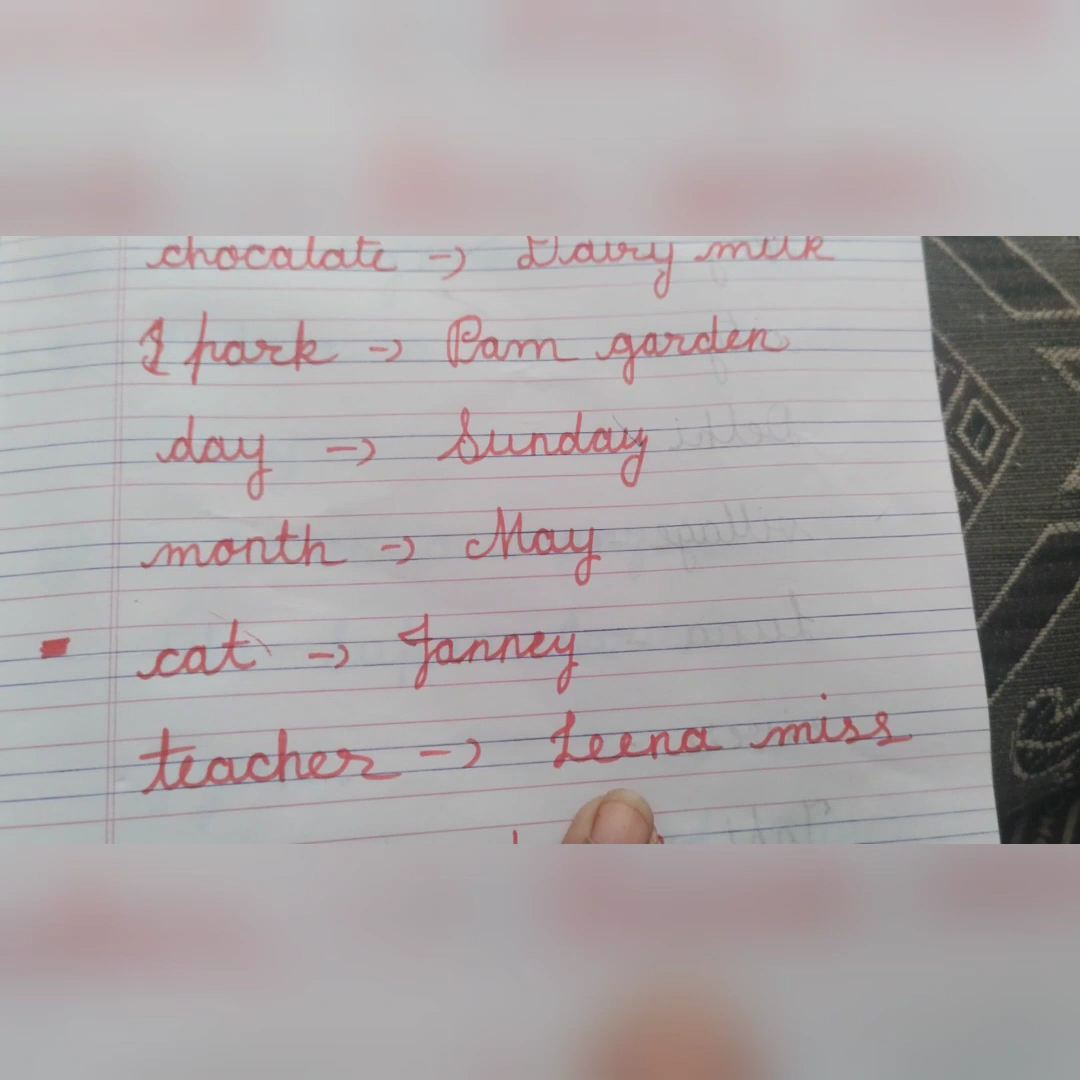 chocalate -> Dairy milk
park -> Pam garden
day -> Sunday
month -> May
cat -> Janney
teacher -> Leena miss